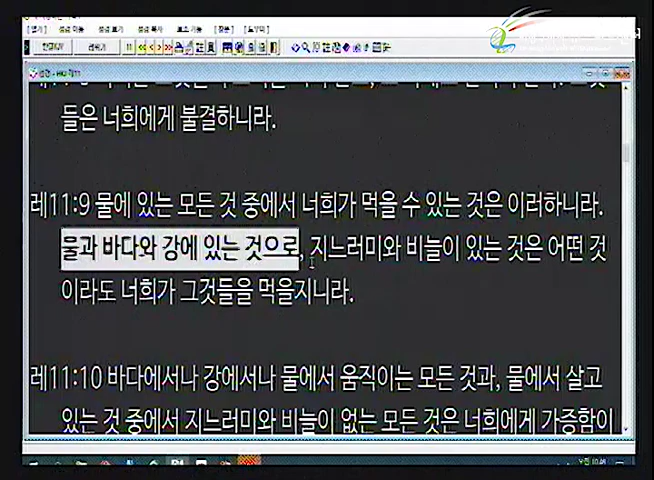 들은 너희에게 불결하니라.
레11:9 물에 있는 모든 것 중에서 너희가 먹을 수 있는 것은 이러하니라.
물과 바다와 강에 있는 것으로, 지느러미와 비늘이 있는 것은 어떤 것
이라도 너희가 그것들을 먹을지니라.
레11:10 바다에서나 강에서나 물에서 움직이는 모든 것과, 물에서 살고
있는 것 중에서 지느러미와 비늘이 없는 모든 것은 너희에게 가증함이